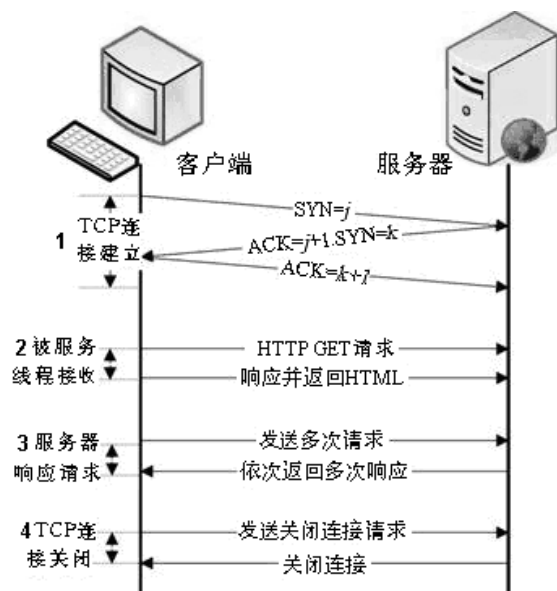 客户端
服务器
SYN=j
1 TCP连
接建立
ACK=j+1.SYN=k
ACK=k+1
2 被服务
线程接收
HTTP GET 请求
响应并返回HTML
3 服务器
响应请求
发送多次请求
依次返回多次响应
4 TCP连
接关闭
发送关闭连接请求
关闭连接